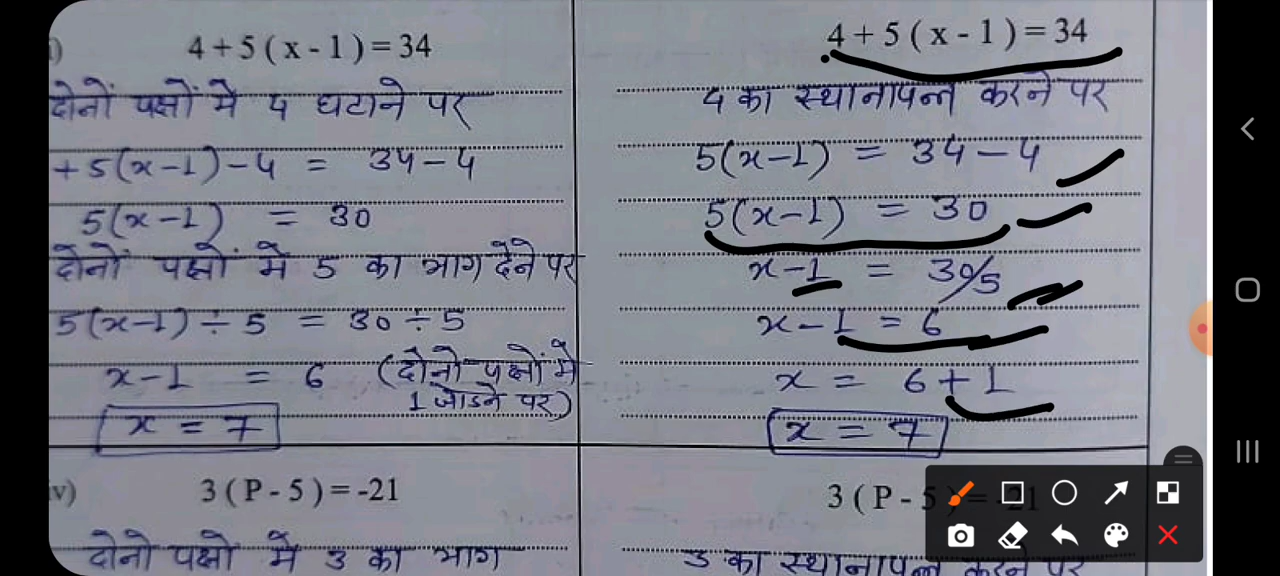 i)
4 + 5 ( x - 1 ) = 34
दोनों पक्षों में 4 घटाने पर
+ 5(x-1) - 4 = 34 - 4
5(x-1) = 30
दोनों पक्षों में 5 का भाग देने पर
5(x-1) ÷ 5 = 30 ÷ 5
x-1 = 6 (दोनो पक्षों में
1 जोडने पर)
x = 7
4 + 5 ( x - 1 ) = 34
4 का स्थानापन्न करने पर
5(x-1) = 34 - 4
5(x-1) = 30
x-1 = 30/5
x-1 = 6
x = 6+1
x = 7
iv)
3 ( P - 5 ) = -21
दोनो पक्षो में 3 का भाग
3 ( P - 5 ) = -21
3 का स्थानापन्न करने पर